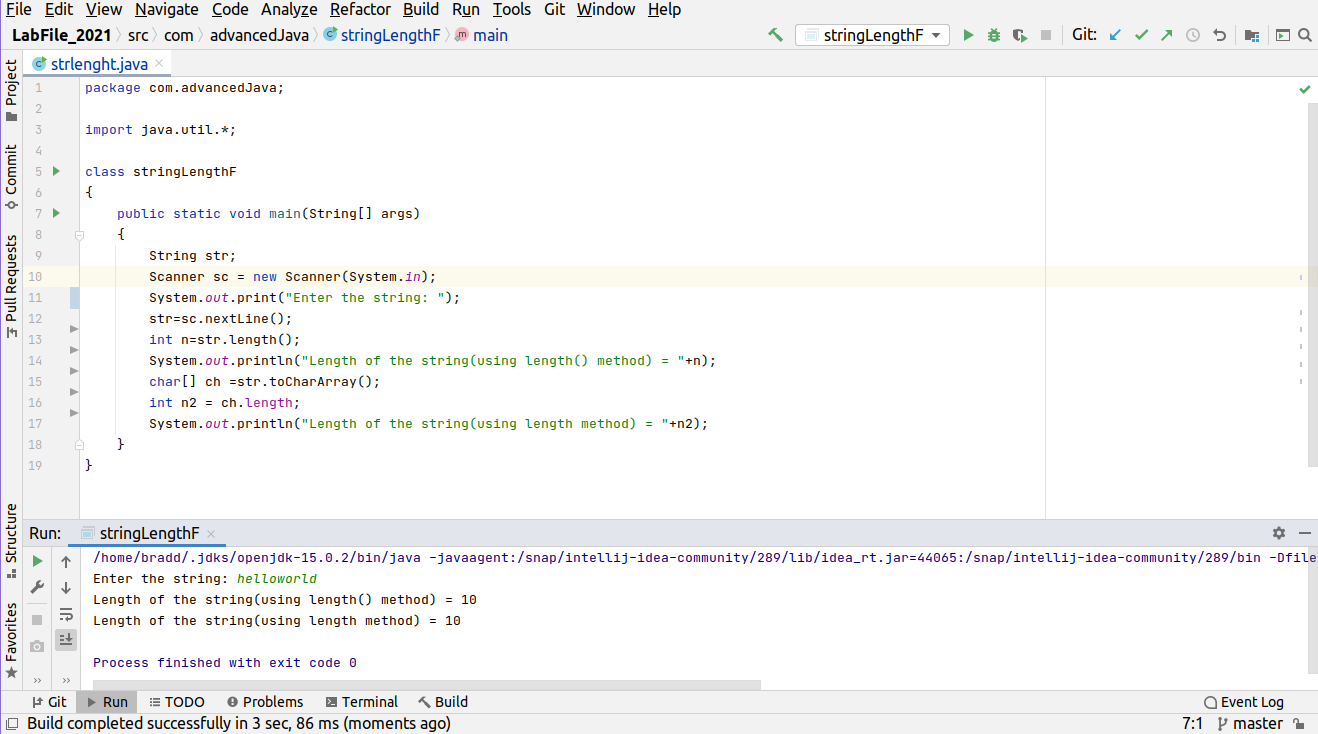 File Edit View Navigate Code Analyze Refactor Build Run Tools Git Window Help
LabFile_2021 src com advancedJava stringLengthF main stringLengthF Git:
strlenght.java
Project
Commit
Pull Requests
Structure
Favorites
1 package com.advancedJava;
2
3 import java.util.*;
4
5 class stringLengthF
6 {
7 public static void main(String[] args)
8 {
9 String str;
10 Scanner sc = new Scanner(System.in);
11 System.out.print("Enter the string: ");
12 str=sc.nextLine();
13 int n=str.length();
14 System.out.println("Length of the string(using length() method) = "+n);
15 char[] ch =str.toCharArray();
16 int n2 = ch.length;
17 System.out.println("Length of the string(using length method) = "+n2);
18 }
19 }
Run: stringLengthF
/home/bradd/.jdks/openjdk-15.0.2/bin/java -javaagent:/snap/intellij-idea-community/289/lib/idea_rt.jar=44065:/snap/intellij-idea-community/289/bin -Dfile
Enter the string: helloworld
Length of the string(using length() method) = 10
Length of the string(using length method) = 10
Process finished with exit code 0
Git Run TODO Problems Terminal Build Event Log
Build completed successfully in 3 sec, 86 ms (moments ago) 7:1 master